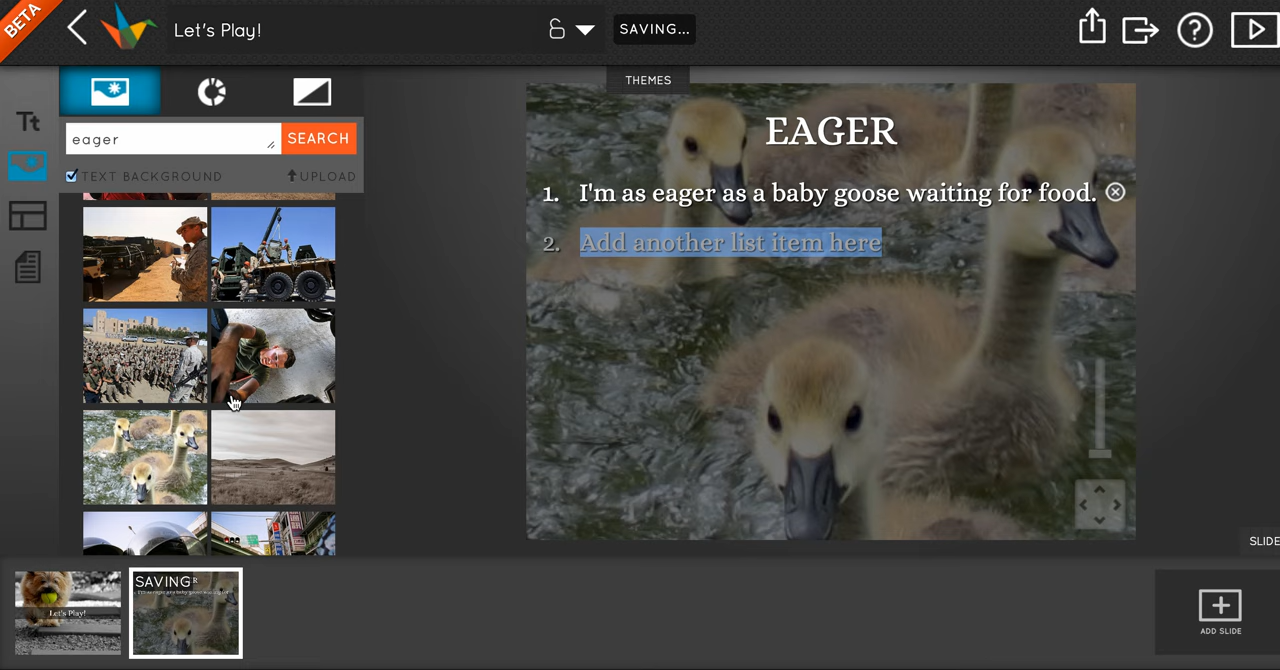 BETA
Let's Play!
SAVING...
THEMES
Tt
eager
SEARCH
TEXT BACKGROUND
UPLOAD
EAGER
1. I'm as eager as a baby goose waiting for food.
2. Add another list item here
SLIDE
Let's Play!
SAVING
ADD SLIDE